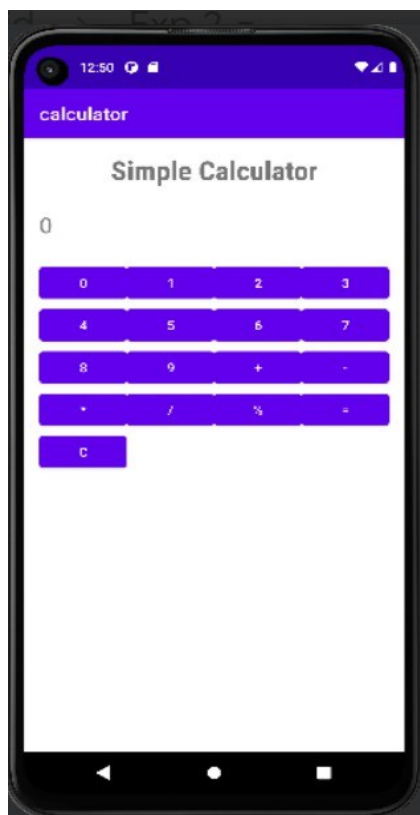 12:50
calculator
Simple Calculator
0
0 1 2 3
4 5 6 7
8 9 + -
* / % =
C